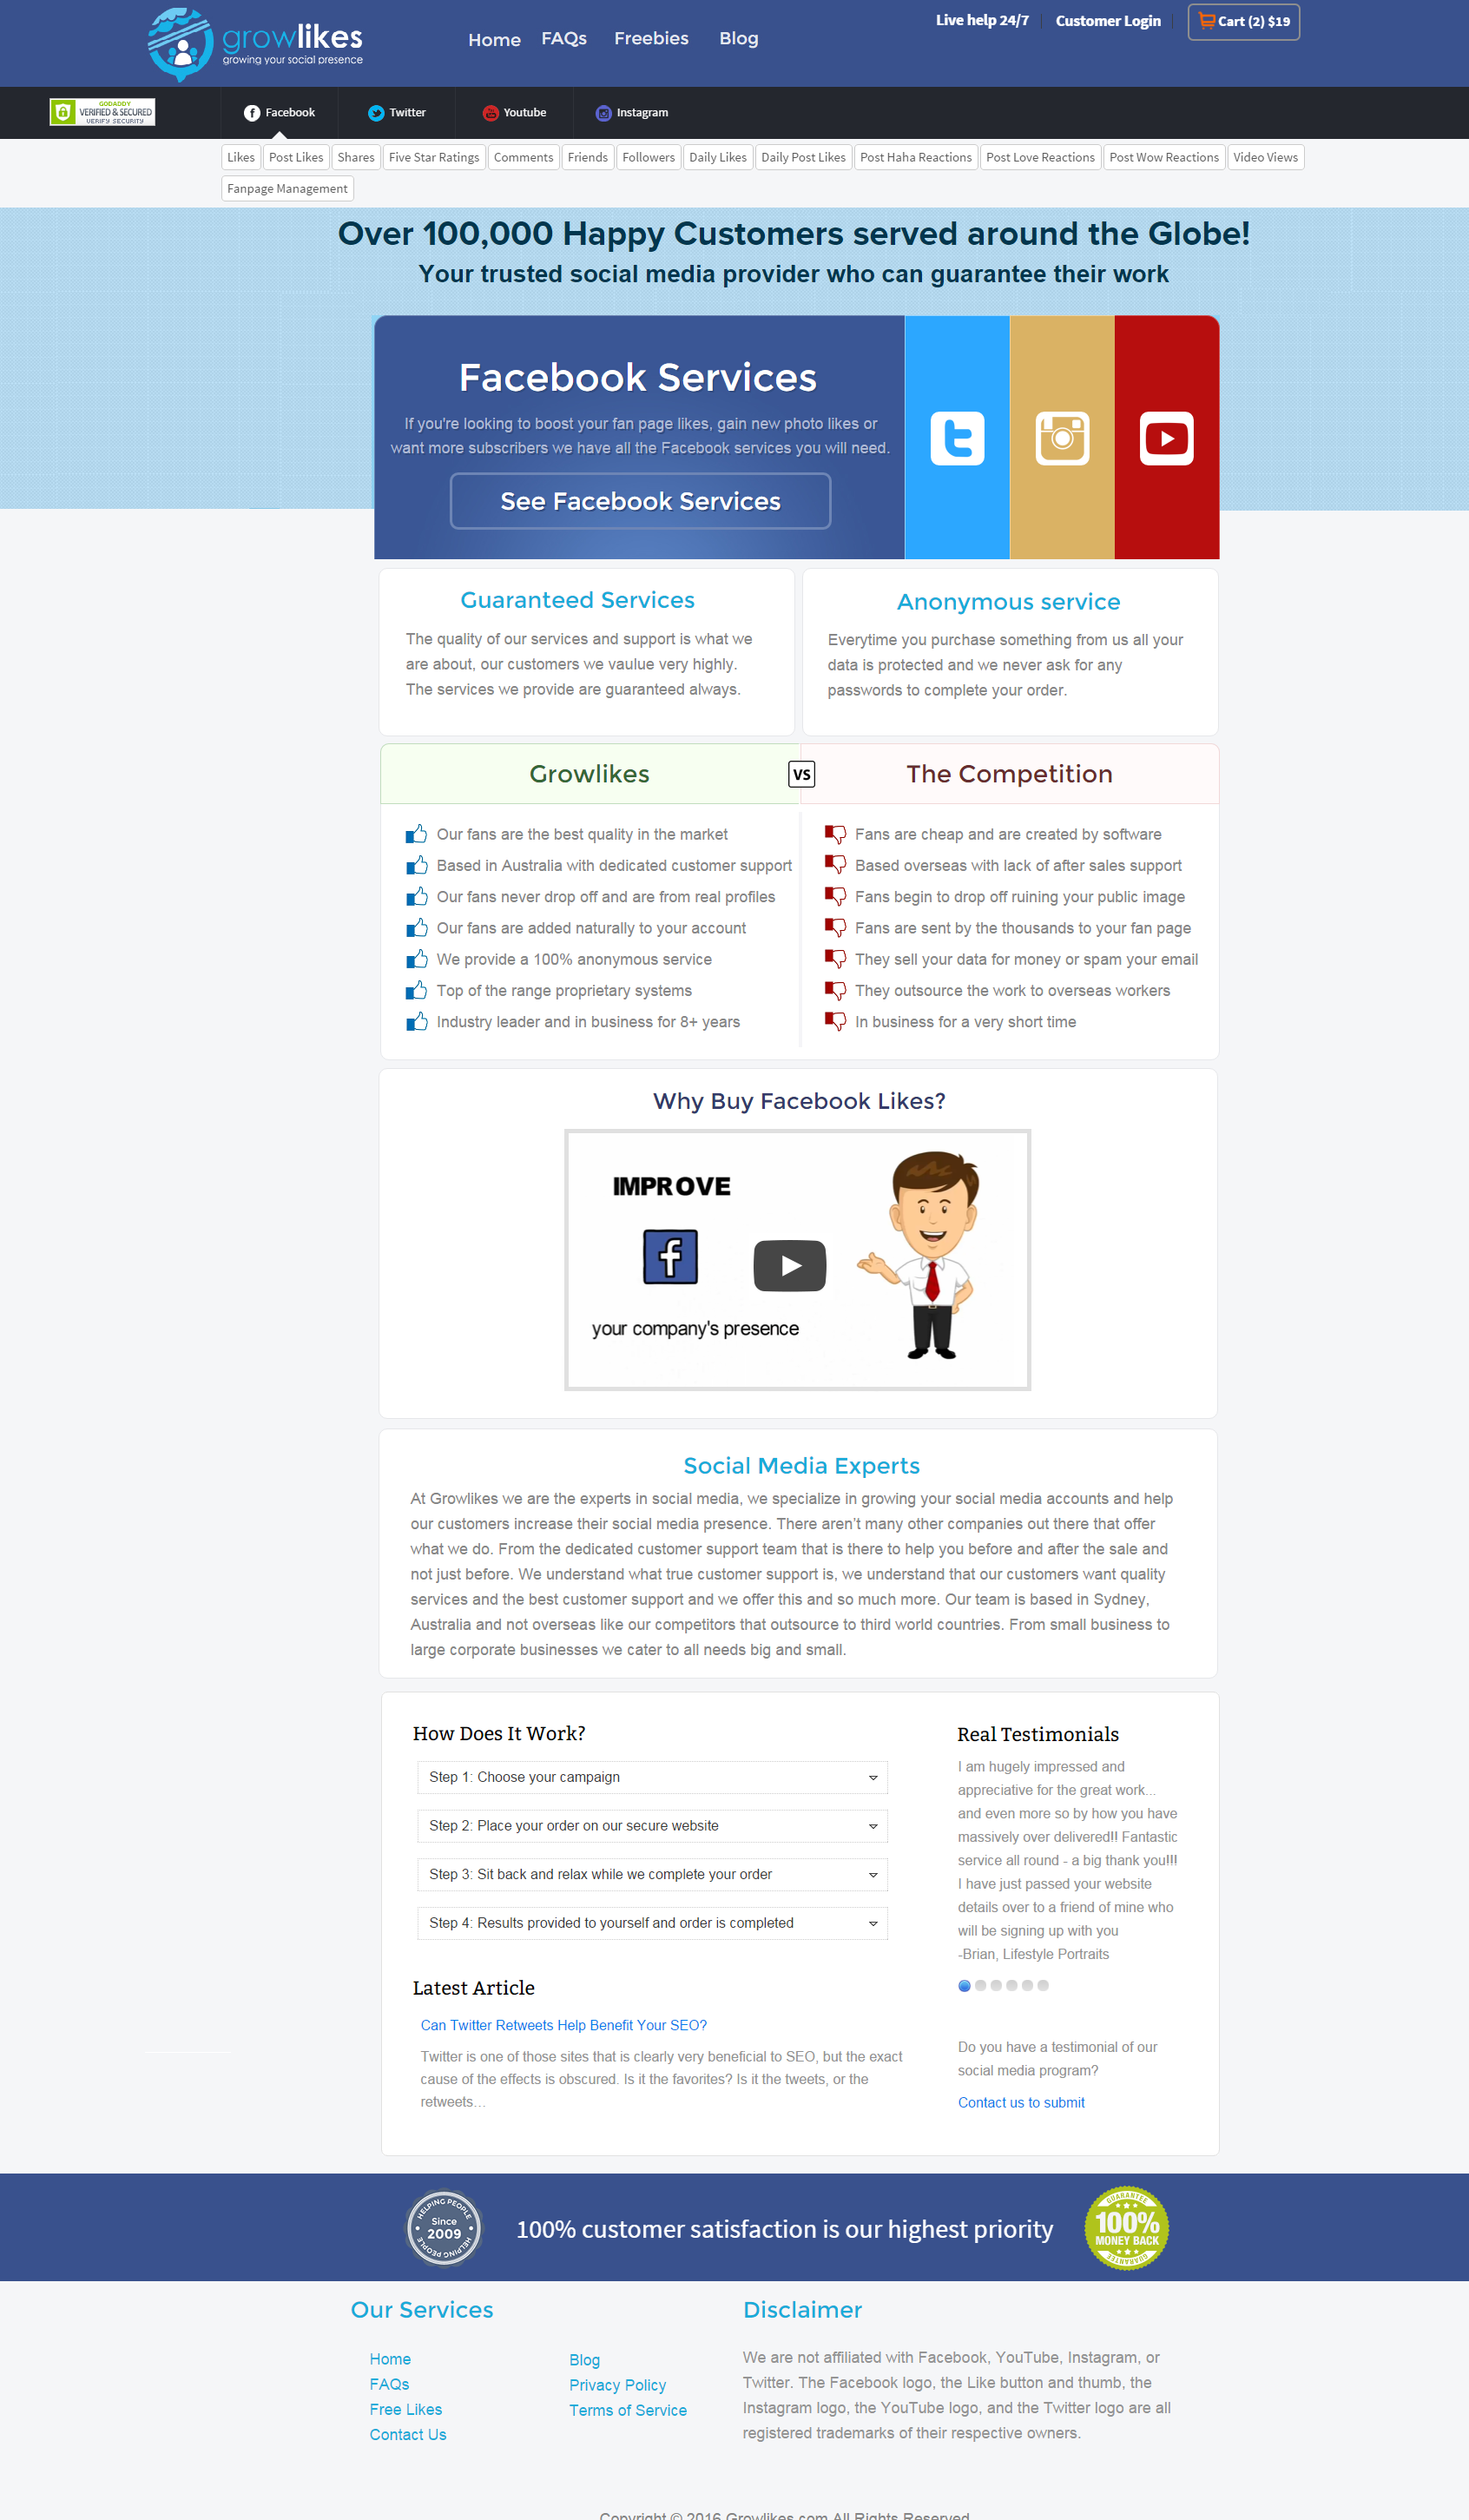 growlikes
growing your social presence
Home FAQs Freebies Blog
Live help 24/7 Customer Login Cart (2) $19
GODADDY
VERIFIED & SECURED
VERIFY SECURITY
Facebook Twitter Youtube Instagram
Likes Post Likes Shares Five Star Ratings Comments Friends Followers Daily Likes Daily Post Likes Post Haha Reactions Post Love Reactions Post Wow Reactions Video Views
Fanpage Management
Over 100,000 Happy Customers served around the Globe!
Your trusted social media provider who can guarantee their work
Facebook Services
If you're looking to boost your fan page likes, gain new photo likes or
want more subscribers we have all the Facebook services you will need.
See Facebook Services
Guaranteed Services
The quality of our services and support is what we
are about, our customers we vaulue very highly.
The services we provide are guaranteed always.
Anonymous service
Everytime you purchase something from us all your
data is protected and we never ask for any
passwords to complete your order.
Growlikes VS The Competition
Our fans are the best quality in the market
Based in Australia with dedicated customer support
Our fans never drop off and are from real profiles
Our fans are added naturally to your account
We provide a 100% anonymous service
Top of the range proprietary systems
Industry leader and in business for 8+ years
Fans are cheap and are created by software
Based overseas with lack of after sales support
Fans begin to drop off ruining your public image
Fans are sent by the thousands to your fan page
They sell your data for money or spam your email
They outsource the work to overseas workers
In business for a very short time
Why Buy Facebook Likes?
IMPROVE
f
your company's presence
Social Media Experts
At Growlikes we are the experts in social media, we specialize in growing your social media accounts and help
our customers increase their social media presence. There aren't many other companies out there that offer
what we do. From the dedicated customer support team that is there to help you before and after the sale and
not just before. We understand what true customer support is, we understand that our customers want quality
services and the best customer support and we offer this and so much more. Our team is based in Sydney,
Australia and not overseas like our competitors that outsource to third world countries. From small business to
large corporate businesses we cater to all needs big and small.
How Does It Work?
Step 1: Choose your campaign
Step 2: Place your order on our secure website
Step 3: Sit back and relax while we complete your order
Step 4: Results provided to yourself and order is completed
Latest Article
Can Twitter Retweets Help Benefit Your SEO?
Twitter is one of those sites that is clearly very beneficial to SEO, but the exact
cause of the effects is obscured. Is it the favorites? Is it the tweets, or the
retweets...
Real Testimonials
I am hugely impressed and
appreciative for the great work...
and even more so by how you have
massively over delivered!! Fantastic
service all round - a big thank you!!!
I have just passed your website
details over to a friend of mine who
will be signing up with you
-Brian, Lifestyle Portraits
Do you have a testimonial of our
social media program?
Contact us to submit
HELPING PEOPLE
Since
2009
HELPING PEOPLE
100% customer satisfaction is our highest priority
GUARANTEE
100%
MONEY BACK
GUARANTEE
Our Services
Home
FAQs
Free Likes
Contact Us
Blog
Privacy Policy
Terms of Service
Disclaimer
We are not affiliated with Facebook, YouTube, Instagram, or
Twitter. The Facebook logo, the Like button and thumb, the
Instagram logo, the YouTube logo, and the Twitter logo are all
registered trademarks of their respective owners.
Copyright © 2016 Growlikes.com All Rights Reserved